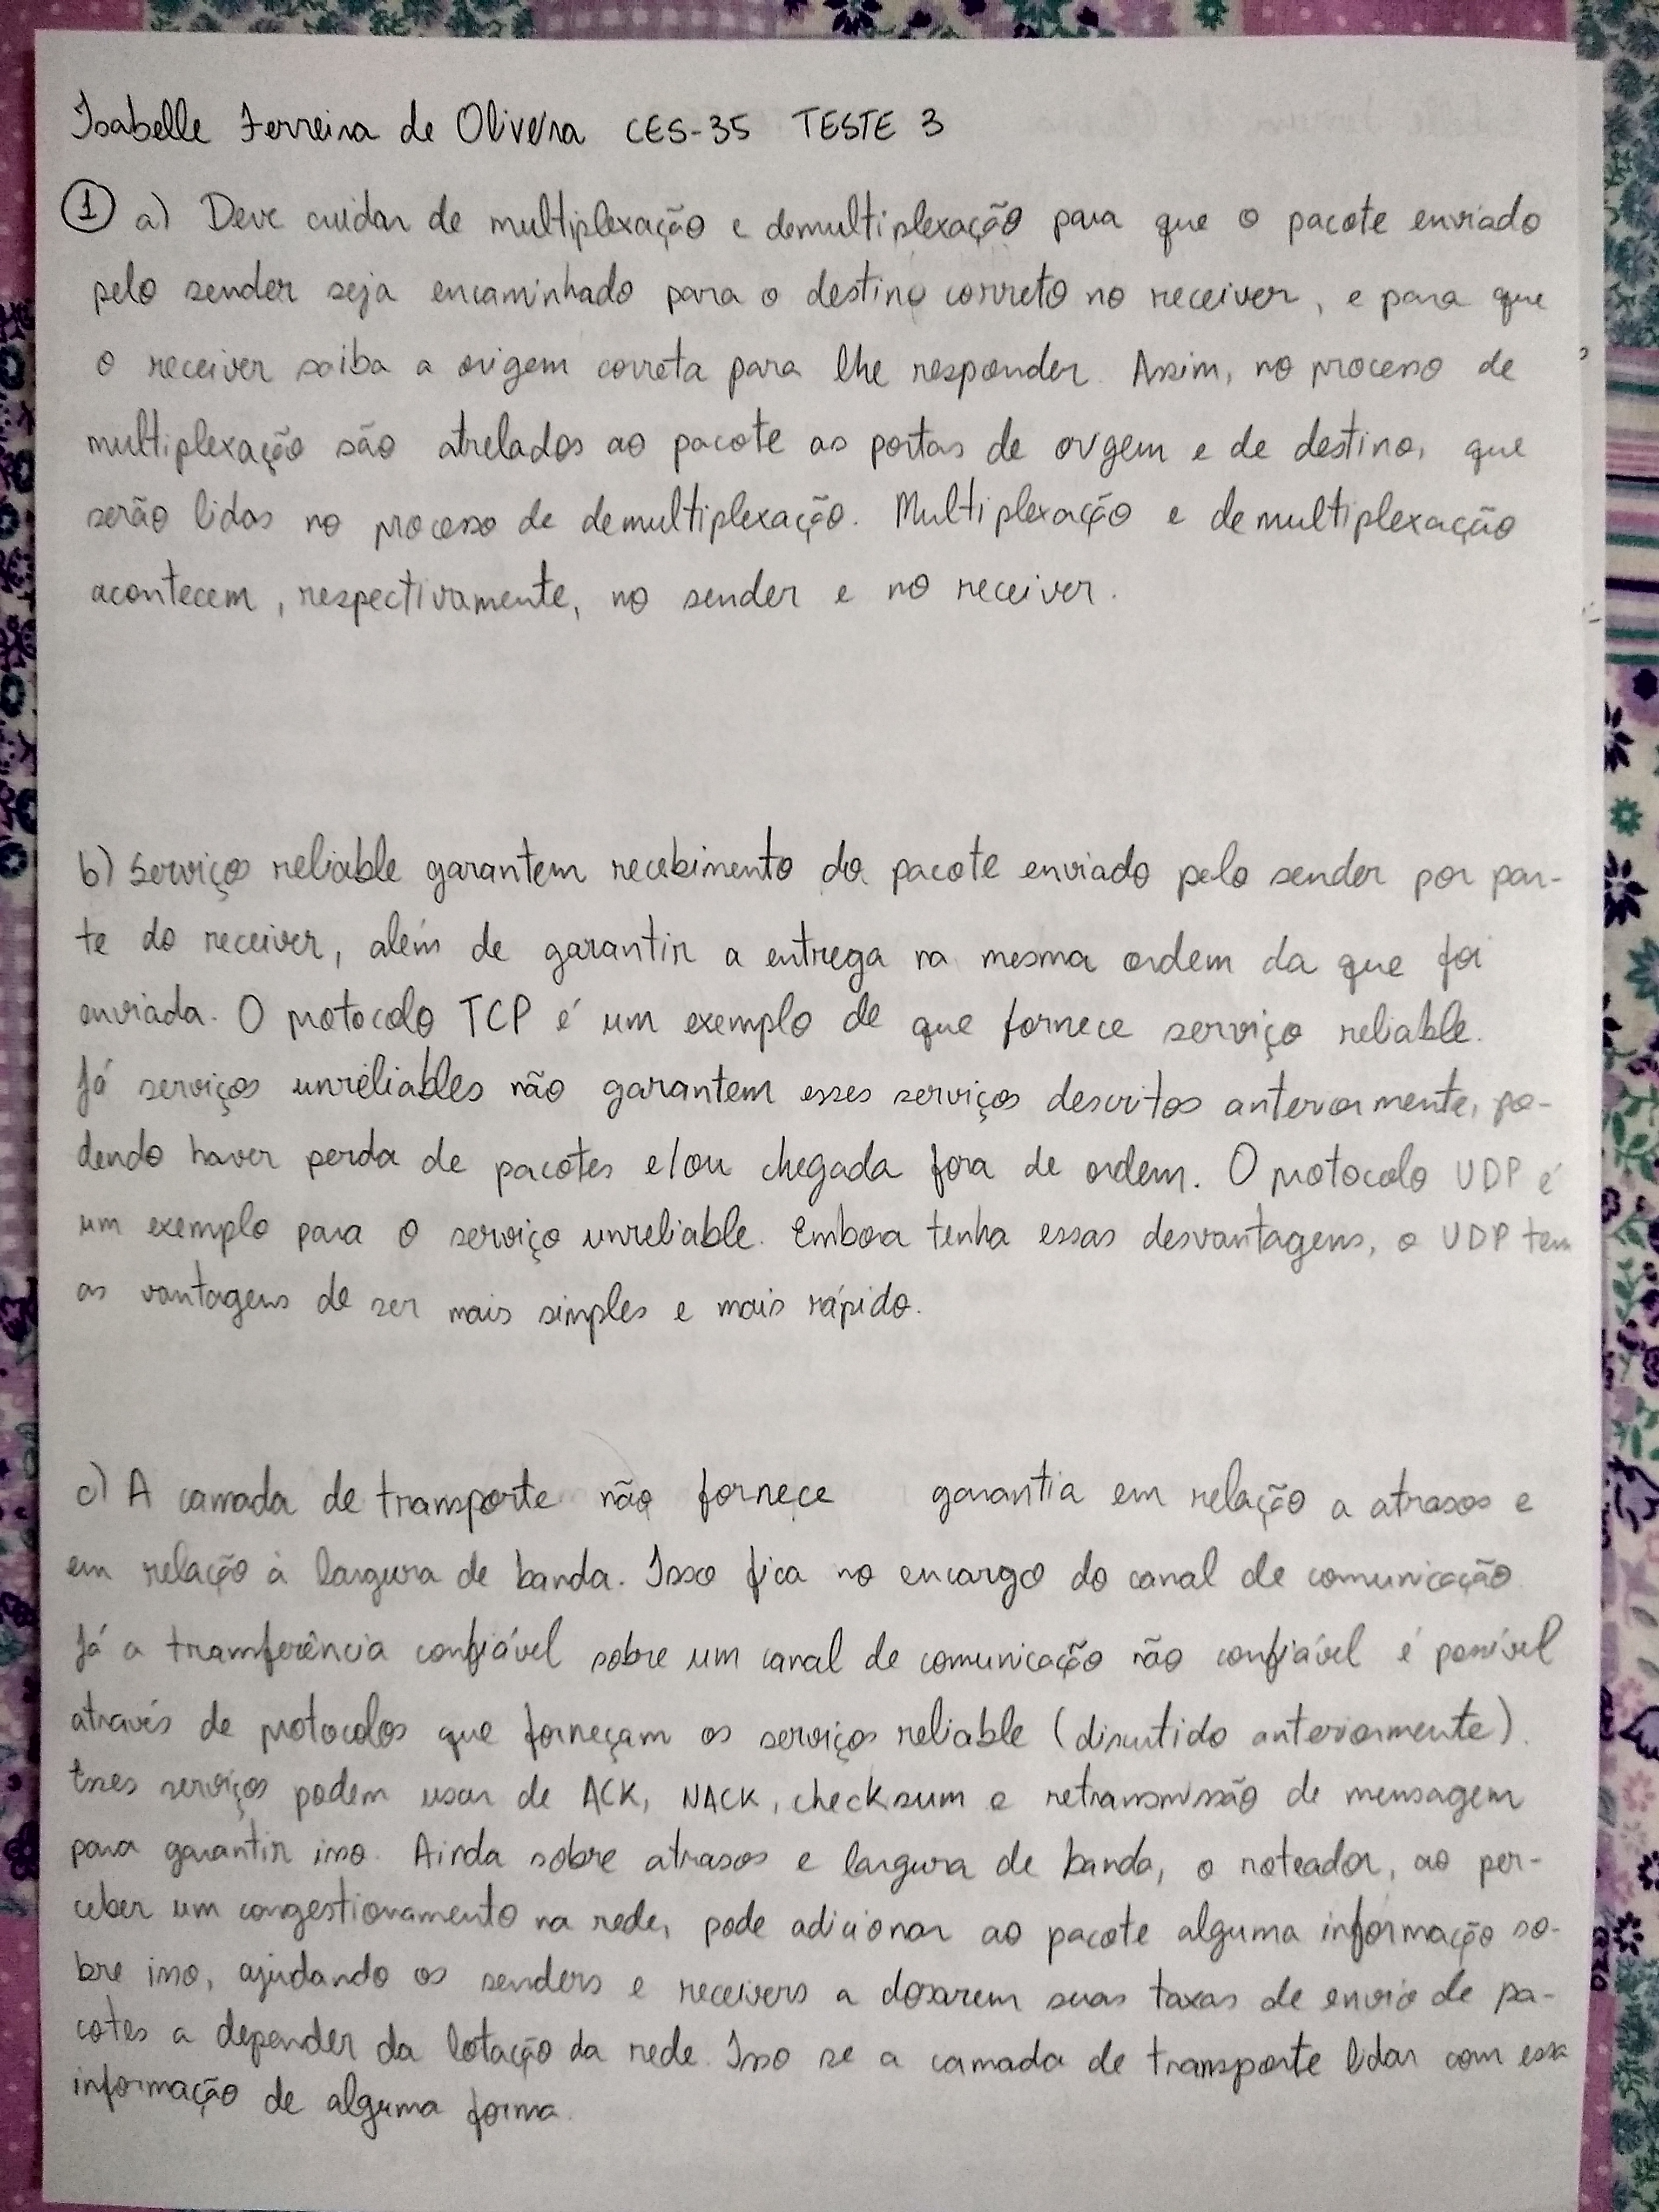 Isabelle Ferreira de Oliveira CES-35 TESTE 3
1 a) Deve cuidar de multiplexação e demultiplexação para que o pacote enviado
pelo sender seja encaminhado para o destino correto no receiver, e para que
o receiver saiba a origem correta para lhe responder. Assim, no processo de
multiplexação são atrelados ao pacote as portas de origem e de destino, que
serão lidas no processo de demultiplexação. Multiplexação e demultiplexação
acontecem, respectivamente, no sender e no receiver.
b) Serviços reliable garantem recebimento do pacote enviado pelo sender por par-
te do receiver, além de garantir a entrega na mesma ordem da que foi
enviada. O protocolo TCP é um exemplo de que fornece serviço reliable.
Já serviços unreliables não garantem esses serviços descritos anteriormente, po-
dendo haver perda de pacotes e/ou chegada fora de ordem. O protocolo UDP é
um exemplo para o serviço unreliable. Embora tenha essas desvantagens, o UDP tem
as vantagens de ser mais simples e mais rápido.
c) A camada de transporte não fornece garantia em relação a atrasos e
em relação à largura de banda. Isso fica no encargo do canal de comunicação.
Já a transferência confiável sobre um canal de comunicação não confiável é possível
através de protocolos que forneçam os serviços reliable (discutido anteriormente).
Esses serviços podem usar de ACK, NACK, checksum e retransmissão de mensagem
para garantir isso. Ainda sobre atrasos e largura de banda, o roteador, ao per-
ceber um congestionamento na rede, pode adicionar ao pacote alguma informação so-
bre isso, ajudando os senders e receivers a dosarem suas taxas de envio de pa-
cotes a depender da lotação da rede. Isso se a camada de transporte lidar com essa
informação de alguma forma.